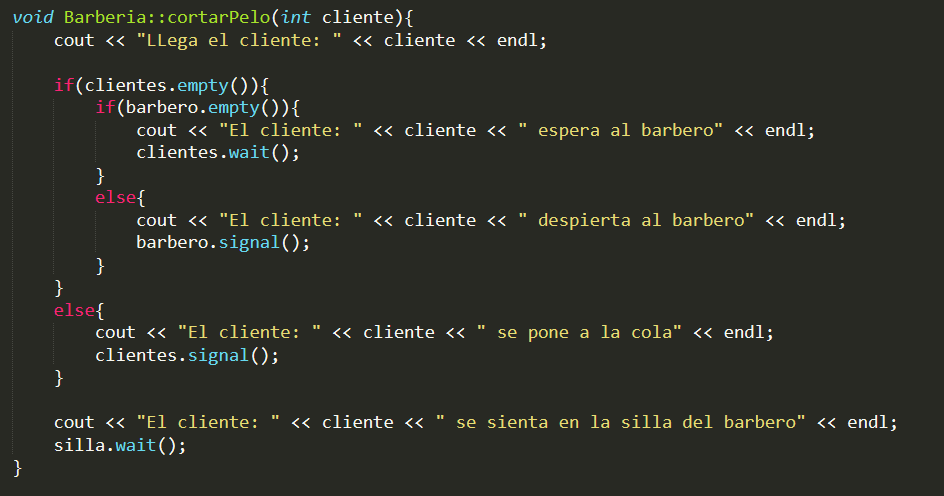 void Barberia::cortarPelo(int cliente){
    cout << "LLega el cliente: " << cliente << endl;

    if(clientes.empty()){
        if(barbero.empty()){
            cout << "El cliente: " << cliente << " espera al barbero" << endl;
            clientes.wait();
        }
        else{
            cout << "El cliente: " << cliente << " despierta al barbero" << endl;
            barbero.signal();
        }
    }
    else{
        cout << "El cliente: " << cliente << " se pone a la cola" << endl;
        clientes.signal();
    }

    cout << "El cliente: " << cliente << " se sienta en la silla del barbero" << endl;
    silla.wait();
}